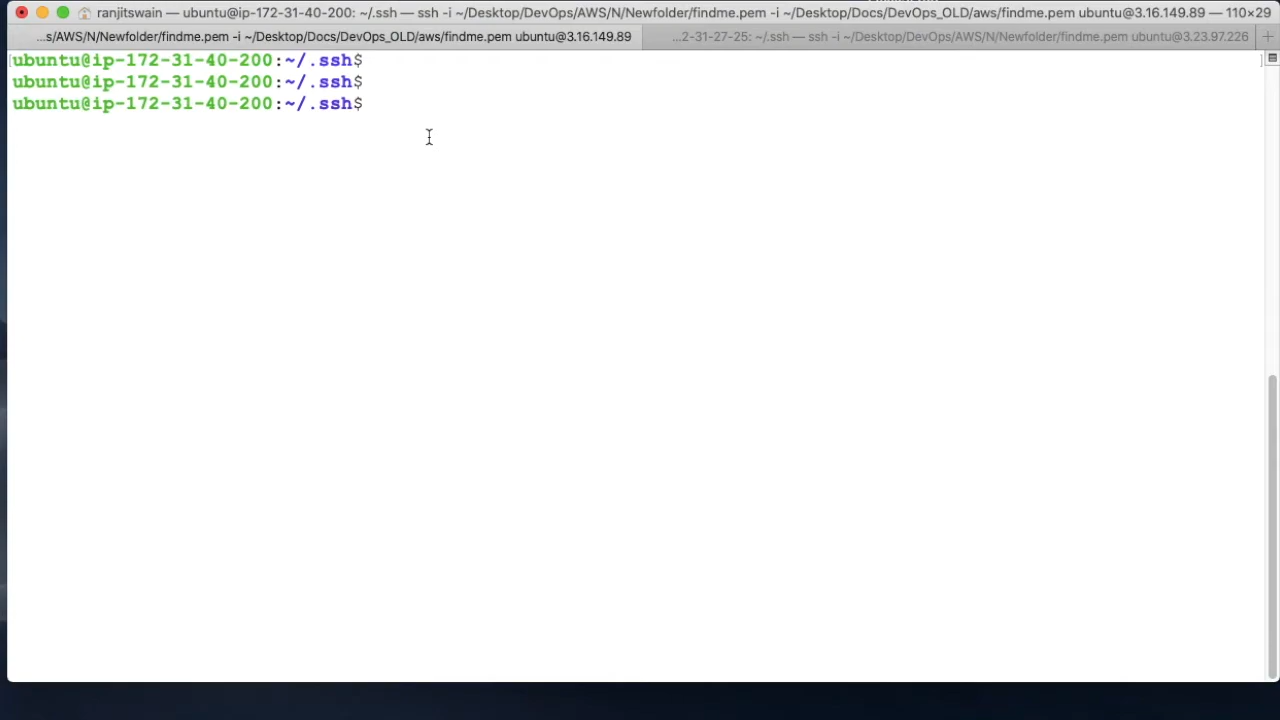 ranjitswain — ubuntu@ip-172-31-40-200: ~/.ssh — ssh -i ~/Desktop/DevOps/AWS/N/Newfolder/findme.pem -i ~/Desktop/Docs/DevOps_OLD/aws/findme.pem ubuntu@3.16.149.89 — 110×29
...s/AWS/N/Newfolder/findme.pem -i ~/Desktop/Docs/DevOps_OLD/aws/findme.pem ubuntu@3.16.149.89
...2-31-27-25: ~/.ssh — ssh -i ~/Desktop/DevOps/AWS/N/Newfolder/findme.pem ubuntu@3.23.97.226
ubuntu@ip-172-31-40-200:~/.ssh$
ubuntu@ip-172-31-40-200:~/.ssh$
ubuntu@ip-172-31-40-200:~/.ssh$